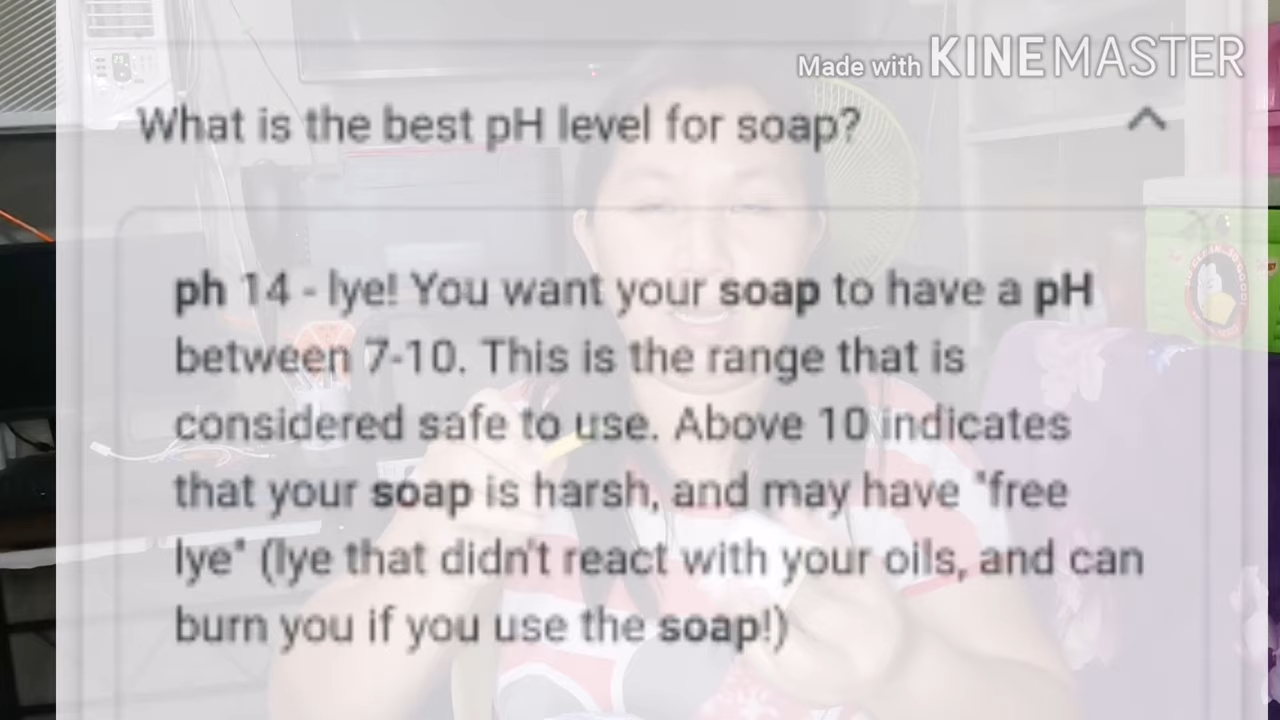 Made with KINEMASTER
What is the best pH level for soap?
ph 14 - lye! You want your soap to have a pH
between 7-10. This is the range that is
considered safe to use. Above 10 indicates
that your soap is harsh, and may have "free
lye" (lye that didn't react with your oils, and can
burn you if you use the soap!)